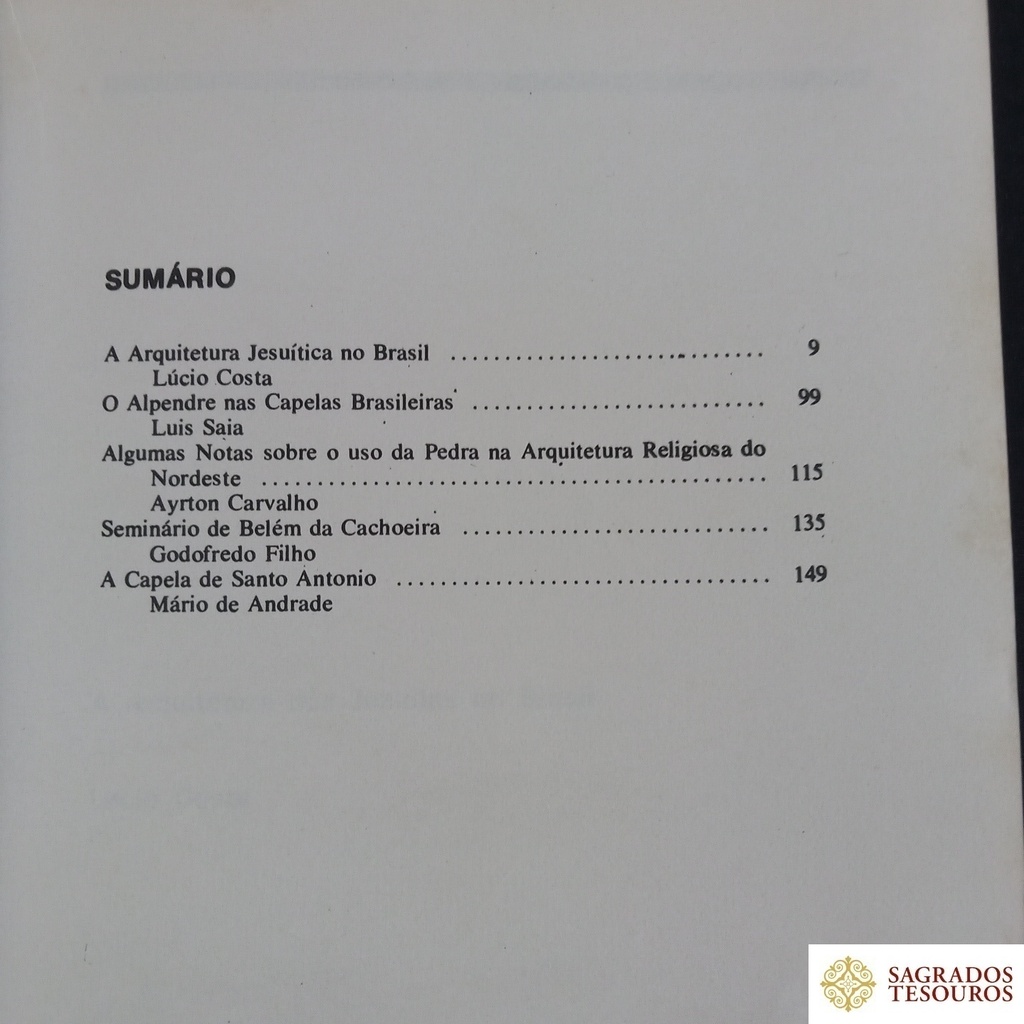 SUMÁRIO
A Arquitetura Jesuítica no Brasil ............................. 9
Lúcio Costa
O Alpendre nas Capelas Brasileiras ........................... 99
Luis Saia
Algumas Notas sobre o uso da Pedra na Arquitetura Religiosa do
Nordeste ............................................... 115
Ayrton Carvalho
Seminário de Belém da Cachoeira ............................ 135
Godofredo Filho
A Capela de Santo Antonio .................................. 149
Mário de Andrade
SAGRADOS
TESOUROS